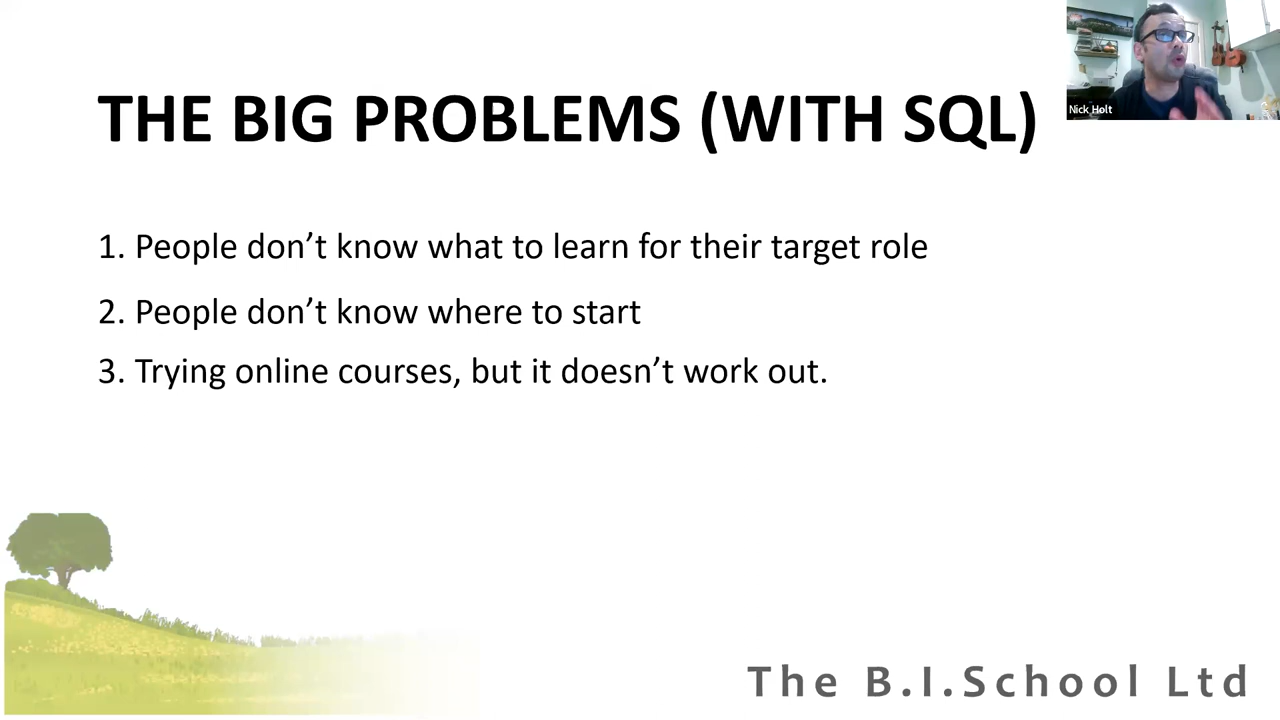 THE BIG PROBLEMS (WITH SQL)
Nick Holt
1. People don’t know what to learn for their target role
2. People don’t know where to start
3. Trying online courses, but it doesn’t work out.
The B.I.School Ltd